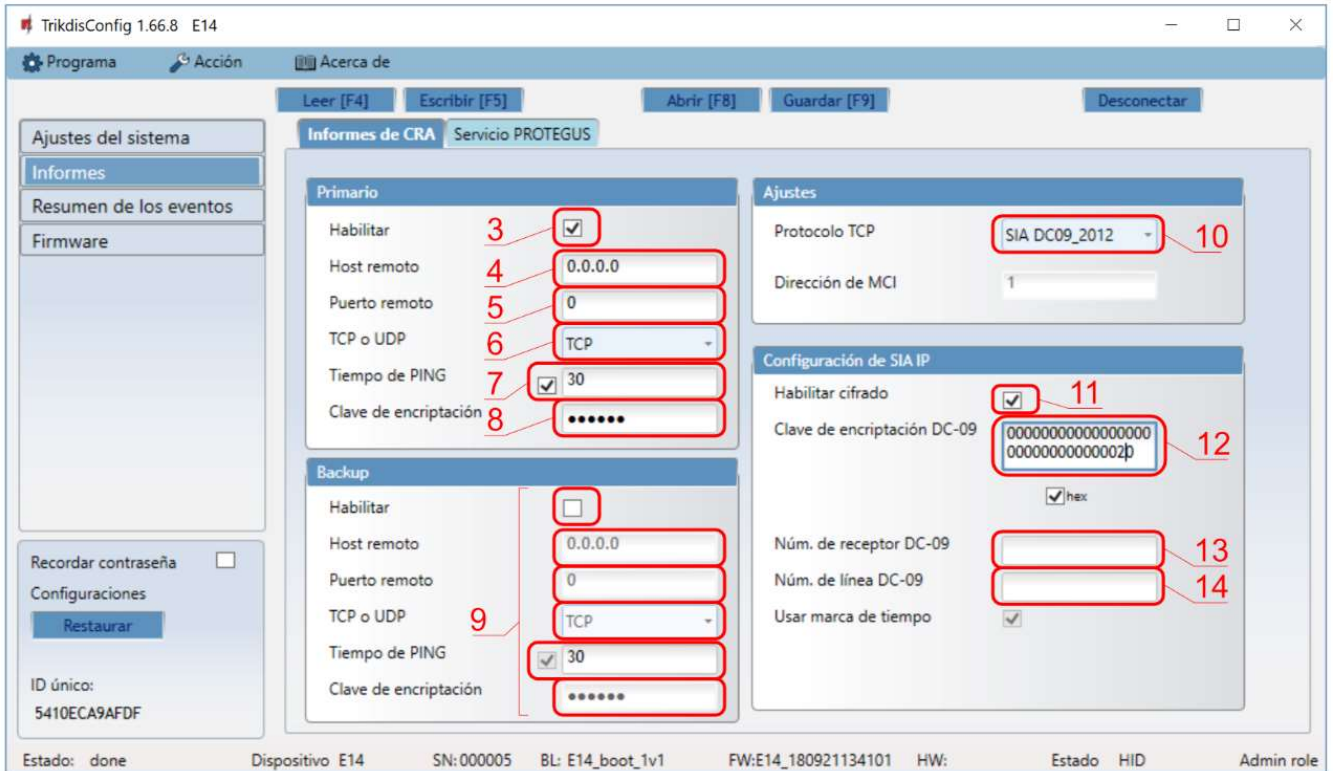 TrikdisConfig 1.66.8 E14
Programa Acción Acerca de
Leer [F4] Escribir [F5] Abrir [F8] Guardar [F9] Desconectar
Ajustes del sistema
Informes
Resumen de los eventos
Firmware
Informes de CRA Servicio PROTEGUS
Primario
Habilitar 3
Host remoto 4 0.0.0.0
Puerto remoto 5 0
TCP o UDP 6 TCP
Tiempo de PING 7 30
Clave de encriptación 8 ●●●●●●
Backup
Habilitar
Host remoto 0.0.0.0
Puerto remoto 0
TCP o UDP 9 TCP
Tiempo de PING 30
Clave de encriptación ●●●●●●
Ajustes
Protocolo TCP SIA DC09_2012 10
Dirección de MCI 1
Configuración de SIA IP
Habilitar cifrado 11
Clave de encriptación DC-09 00000000000000000 12
00000000000020
hex
Núm. de receptor DC-09 13
Núm. de línea DC-09 14
Usar marca de tiempo
Recordar contraseña
Configuraciones
Restaurar
ID único:
5410ECA9AFDF
Estado: done Dispositivo E14 SN: 000005 BL: E14_boot_1v1 FW:E14_180921134101 HW: Estado HID Admin role